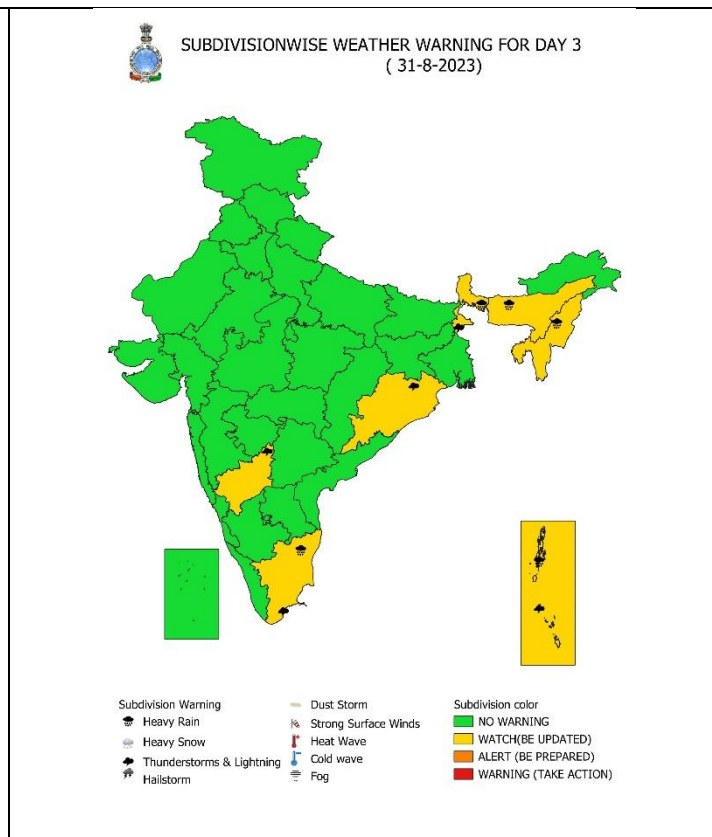 SUBDIVISIONWISE WEATHER WARNING FOR DAY 3
( 31-8-2023)
Subdivision Warning
Heavy Rain
Heavy Snow
Thunderstorms & Lightning
Hailstorm
Dust Storm
Strong Surface Winds
Heat Wave
Cold wave
Fog
Subdivision color
NO WARNING
WATCH(BE UPDATED)
ALERT (BE PREPARED)
WARNING (TAKE ACTION)